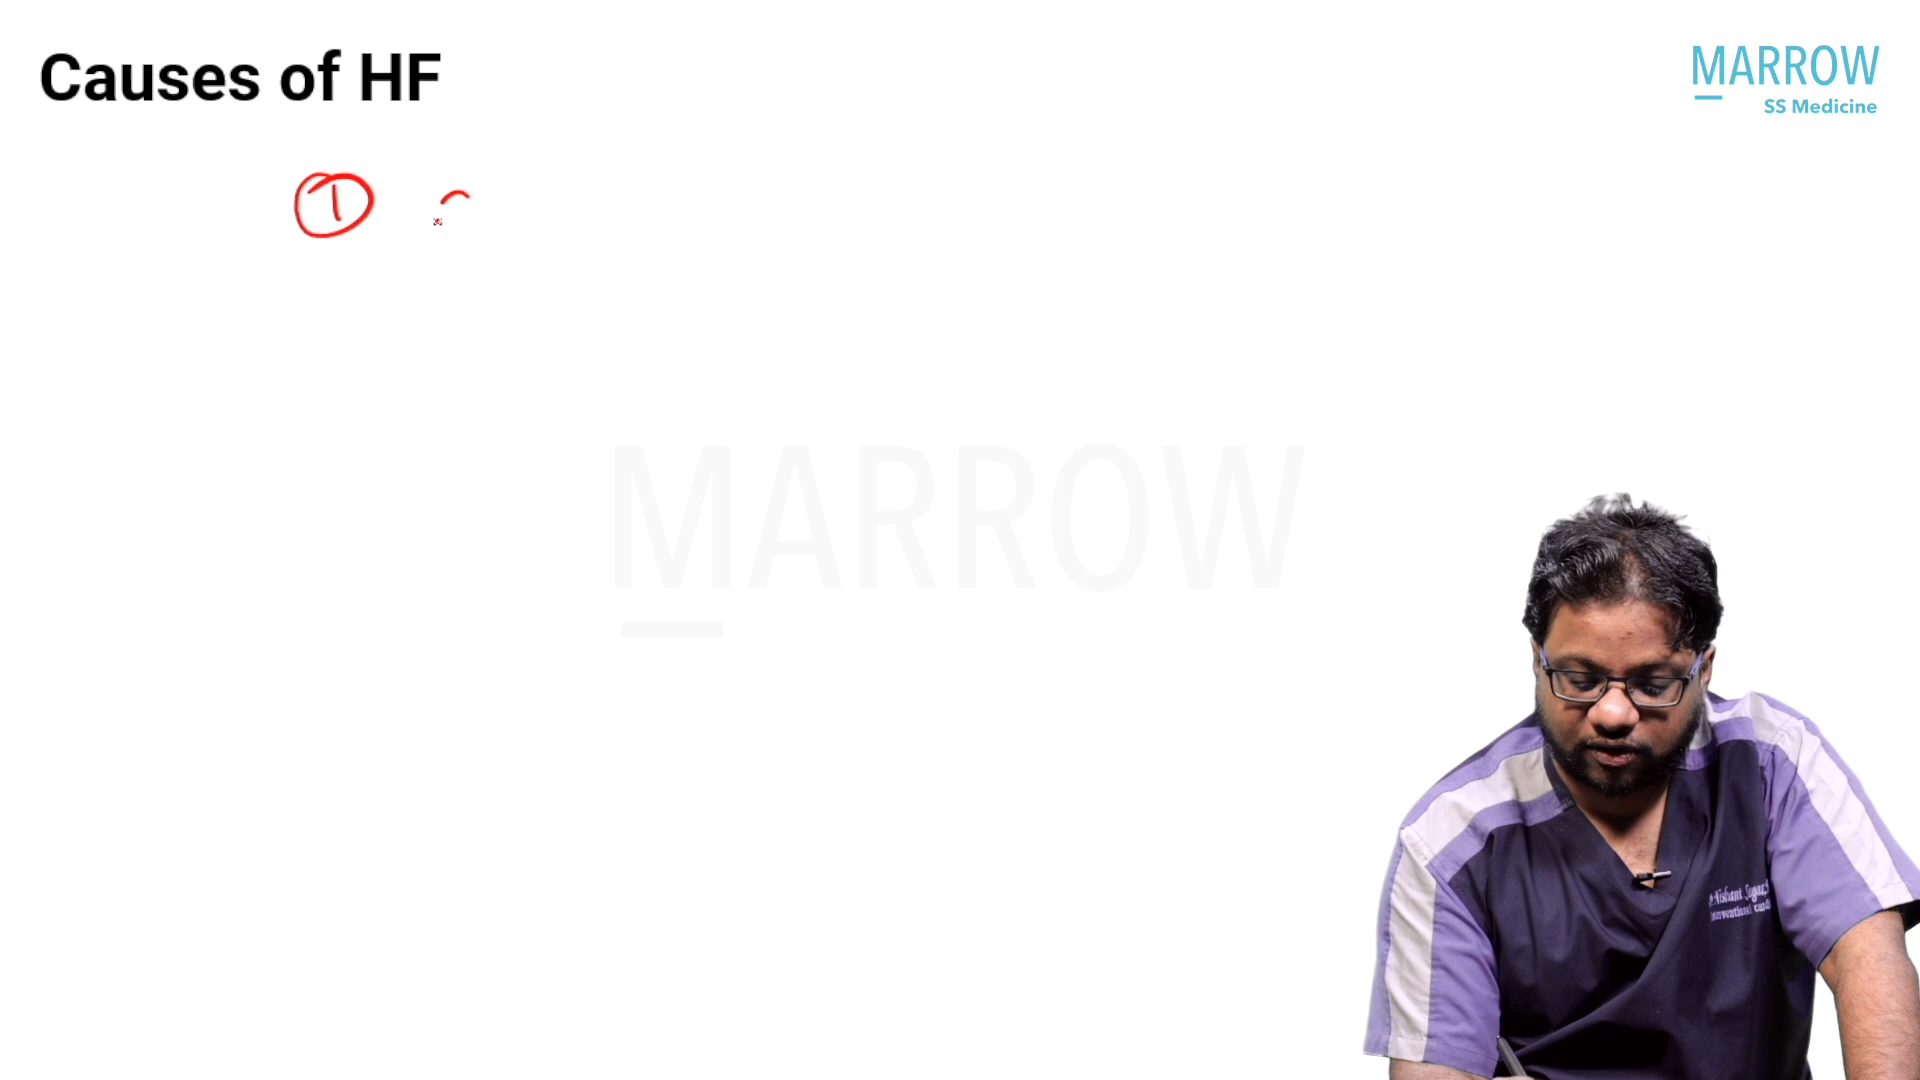 Causes of HF
MARROW
SS Medicine
1
MARROW